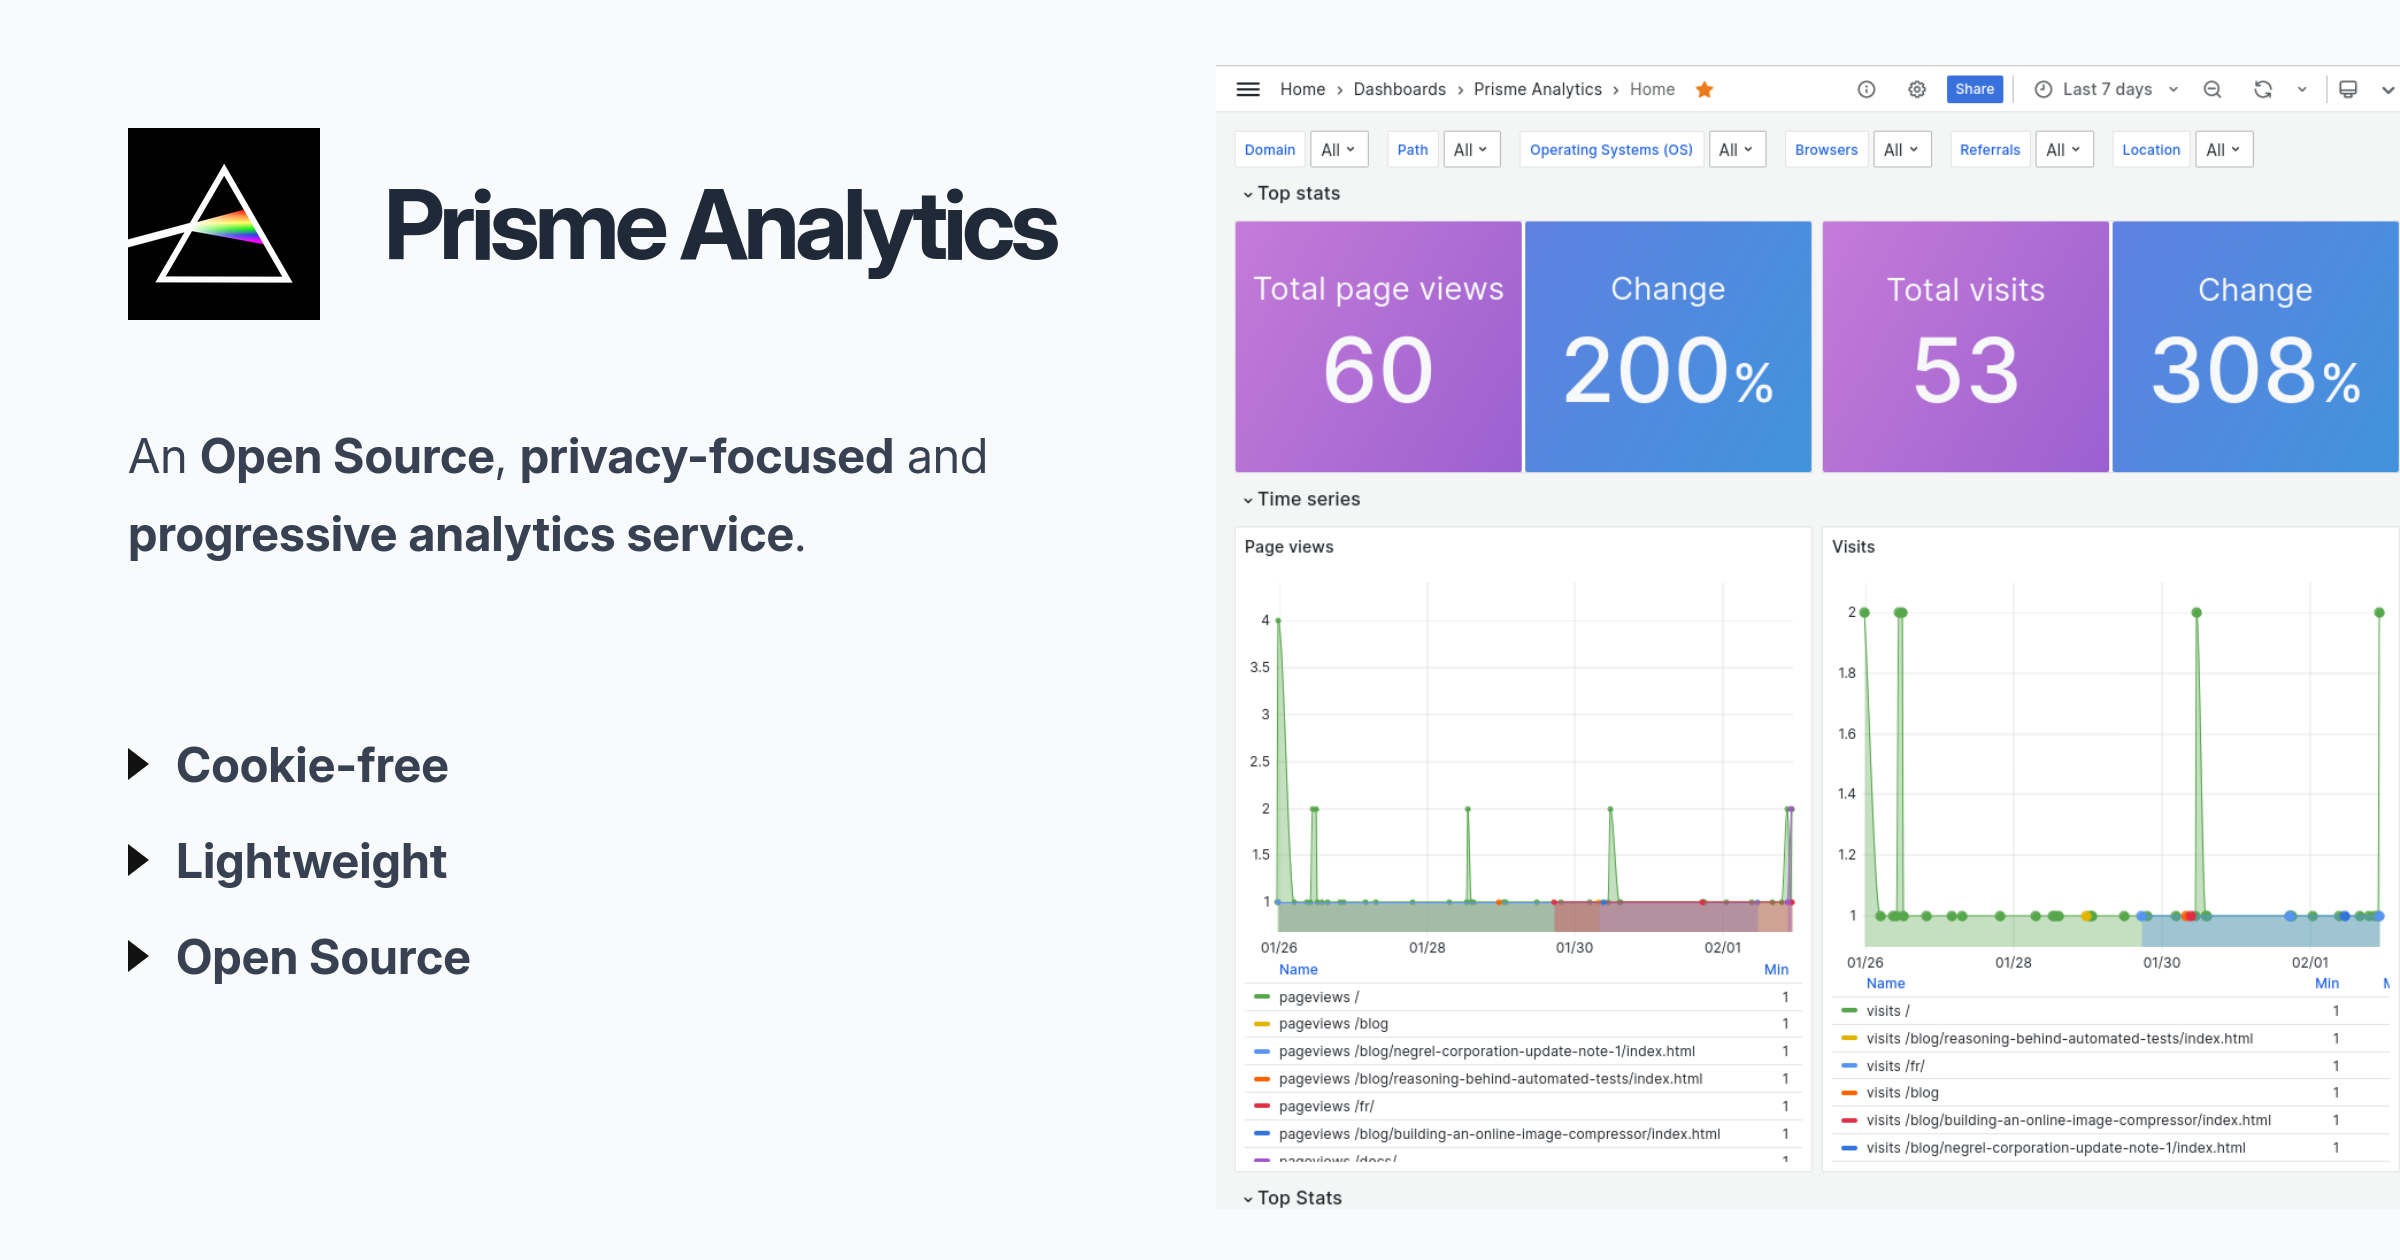 Prisme Analytics
An Open Source, privacy-focused and
progressive analytics service.
Cookie-free
Lightweight
Open Source
Home › Dashboards › Prisme Analytics › Home
Share
Last 7 days
Domain All Path All Operating Systems (OS) All Browsers All Referrals All Location All
Top stats
Total page views
60
Change
200%
Total visits
53
Change
308%
Time series
Page views
4
3.5
3
2.5
2
1.5
1
01/26 01/28 01/30 02/01
Name Min
pageviews / 1
pageviews /blog 1
pageviews /blog/negrel-corporation-update-note-1/index.html 1
pageviews /blog/reasoning-behind-automated-tests/index.html 1
pageviews /fr/ 1
pageviews /blog/building-an-online-image-compressor/index.html 1
pageviews /docs/ 1
Visits
2
1.8
1.6
1.4
1.2
1
01/26 01/28 01/30 02/01
Name Min
visits / 1
visits /blog/reasoning-behind-automated-tests/index.html 1
visits /fr/ 1
visits /blog 1
visits /blog/building-an-online-image-compressor/index.html 1
visits /blog/negrel-corporation-update-note-1/index.html 1
Top Stats